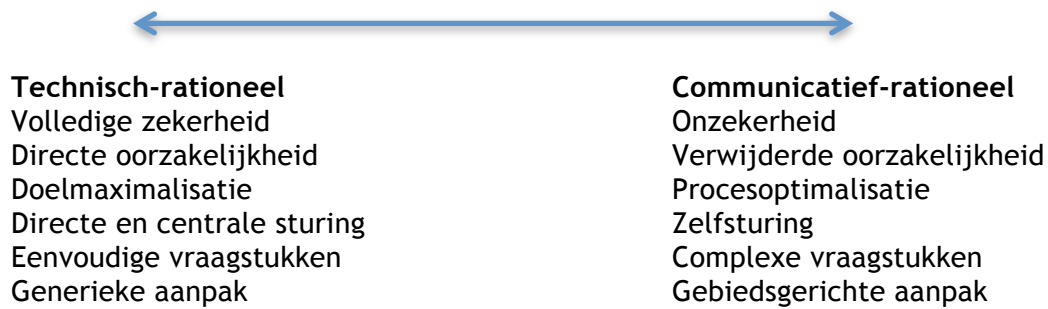 Technisch-rationeel
Volledige zekerheid
Directe oorzakelijkheid
Doelmaximalisatie
Directe en centrale sturing
Eenvoudige vraagstukken
Generieke aanpak
Communicatief-rationeel
Onzekerheid
Verwijderde oorzakelijkheid
Procesoptimalisatie
Zelfsturing
Complexe vraagstukken
Gebiedsgerichte aanpak